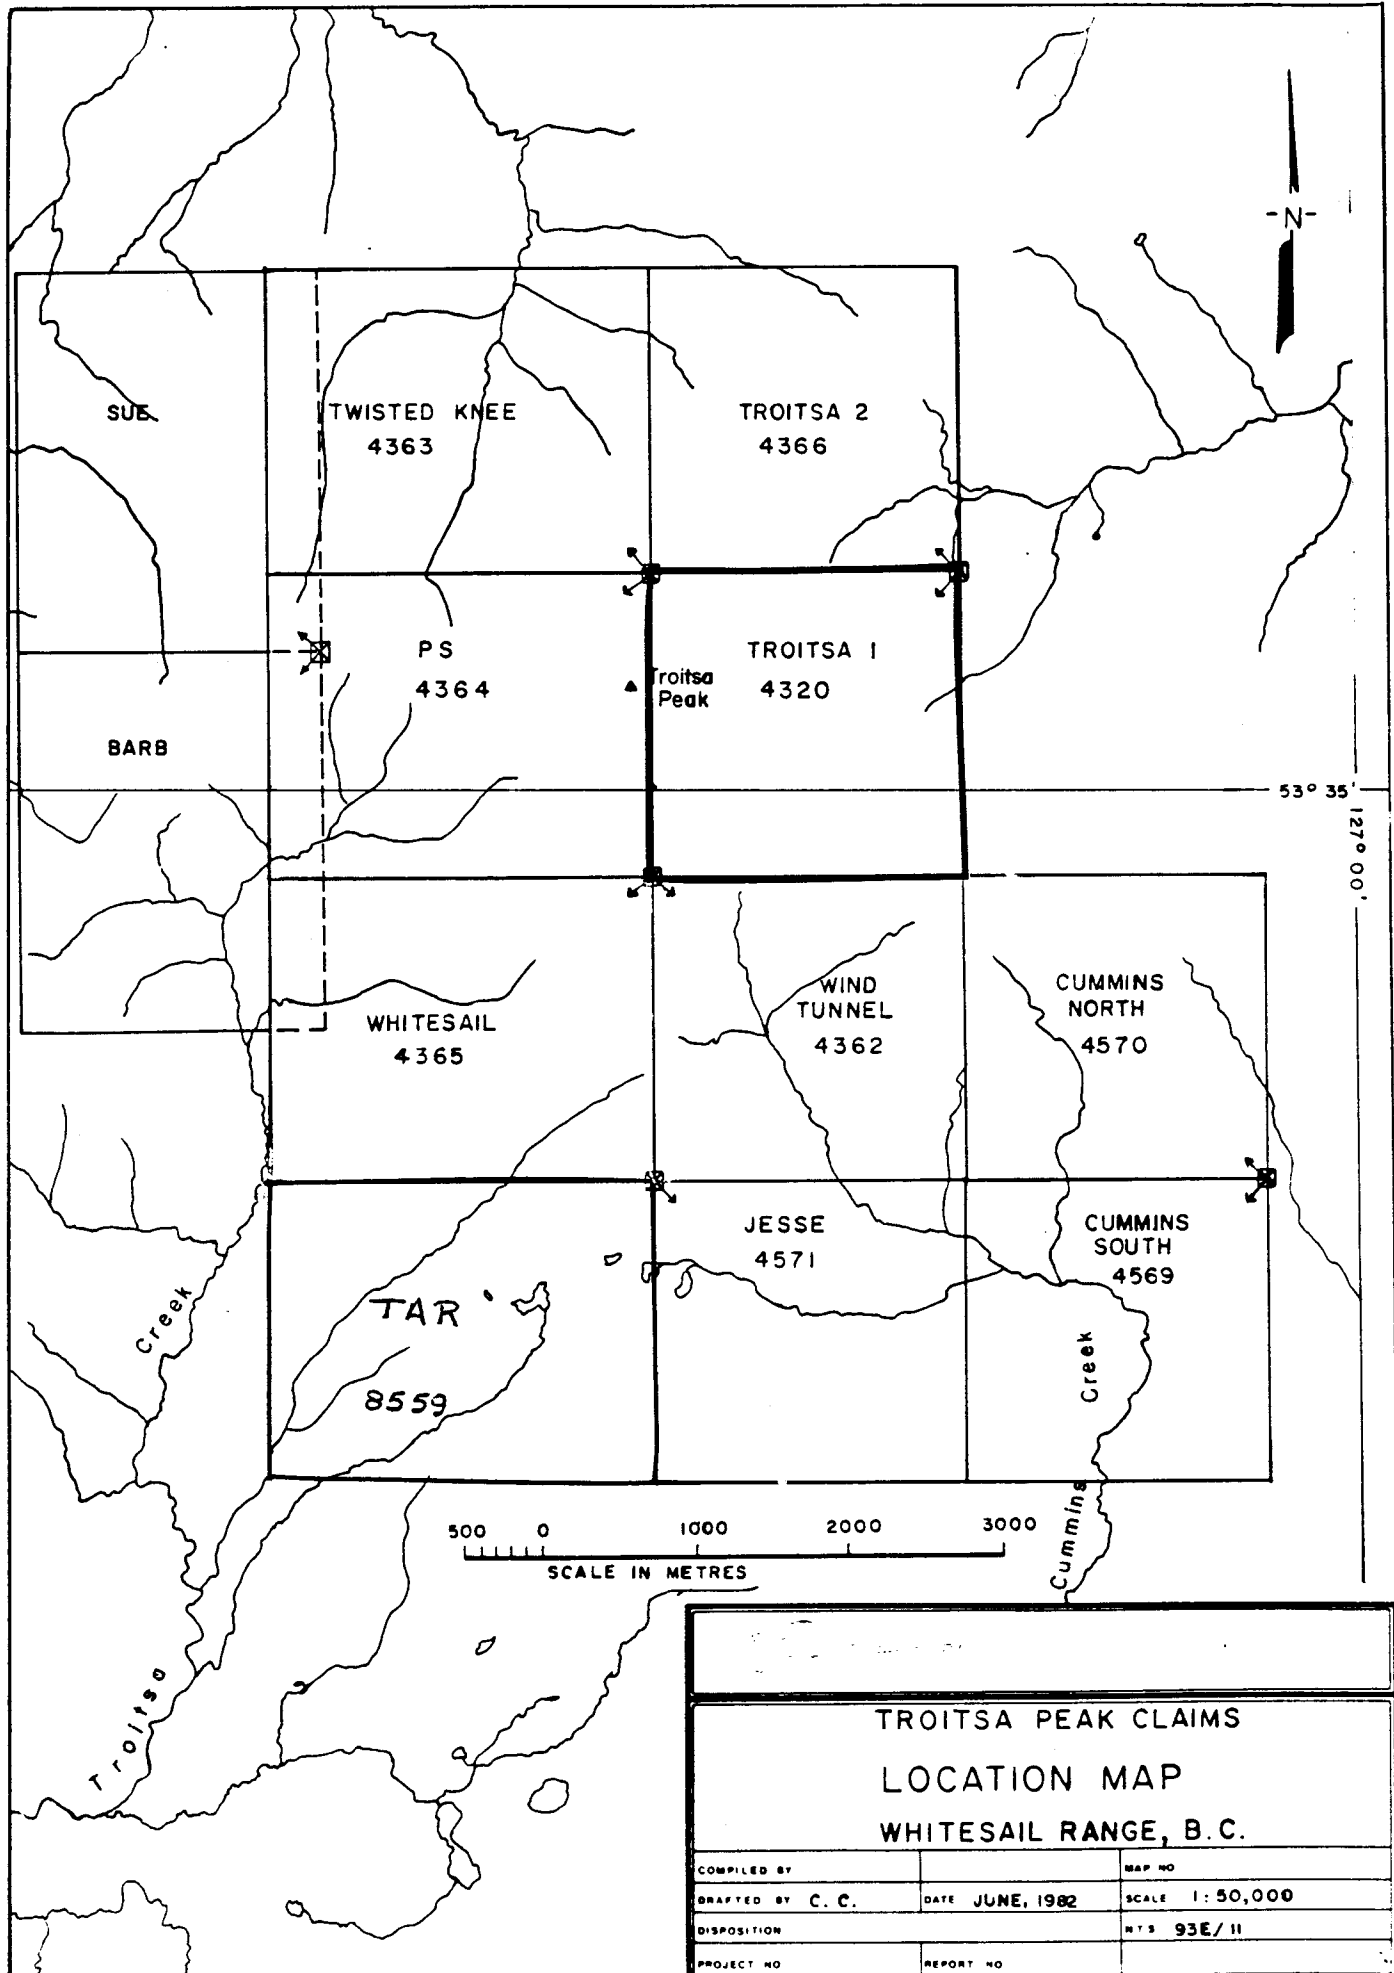 -N-
SUE
TWISTED KNEE
4363
TROITSA 2
4366
PS
4364
Troitsa
Peak
TROITSA 1
4320
BARB
53° 35'
127° 00'
WHITESAIL
4365
WIND
TUNNEL
4362
CUMMINS
NORTH
4570
JESSE
4571
CUMMINS
SOUTH
4569
TAR
8559
Creek
Troitsa
Creek
Cummins
500 0 1000 2000 3000
SCALE IN METRES
TROITSA PEAK CLAIMS
LOCATION MAP
WHITESAIL RANGE, B.C.
COMPILED BY
MAP NO
DRAFTED BY C. C.
DATE JUNE, 1982
SCALE 1:50,000
DISPOSITION
NTS 93E/11
PROJECT NO
REPORT NO